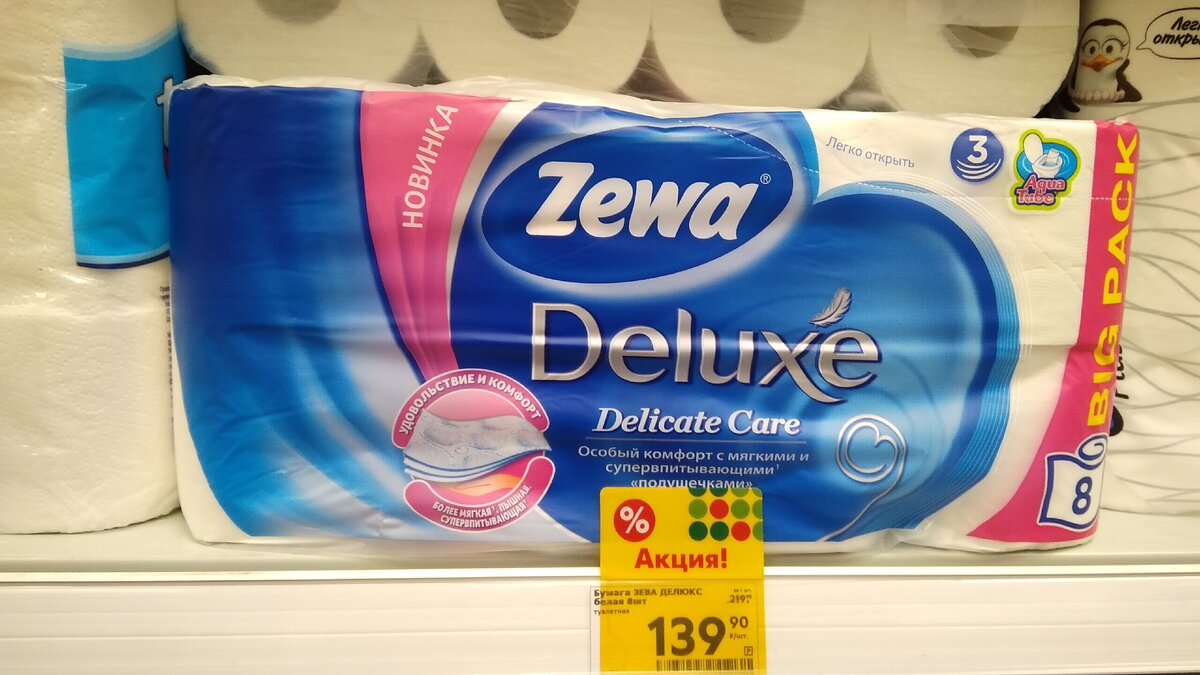 Легко
НОВИНКА
Zewa®
Легко открыть
3
Aqua
Tube
BIG PACK
Deluxe
Delicate Care
Особый комфорт с мягкими и
супервпитывающими¹
«подушечками»
УДОВОЛЬСТВИЕ И КОМФОРТ
БОЛЕЕ МЯГКАЯ¹, ПЫШНАЯ,
СУПЕРВПИТЫВАЮЩАЯ¹
8
%
Акция!
Бумага ЗЕВА ДЕЛЮКС
белая 8шт
туалетная
139 90
₽/шт.